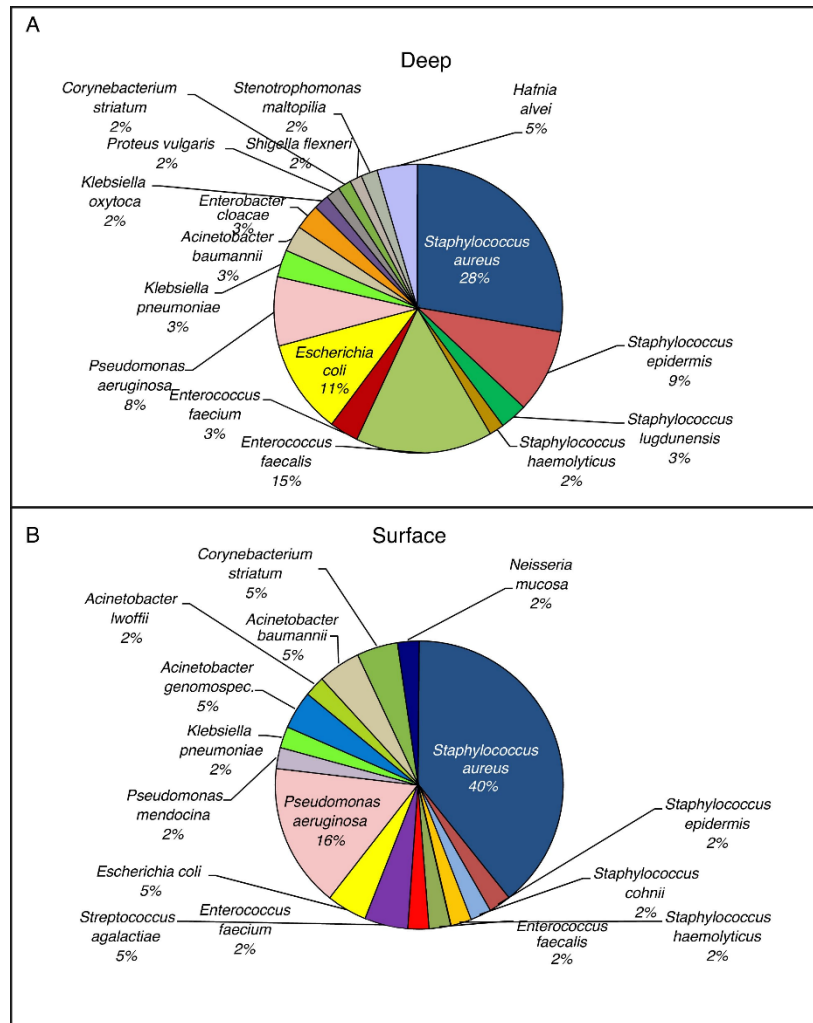 A
Deep
Corynebacterium
striatum
2%
Stenotrophomonas
maltopilia
2%
Hafnia
alvei
5%
Proteus vulgaris
2%
Shigella flexneri
2%
Klebsiella
oxytoca
2%
Enterobacter
cloacae
3%
Acinetobacter
baumannii
3%
Klebsiella
pneumoniae
3%
Pseudomonas
aeruginosa
8%
Escherichia
coli
11%
Enterococcus
faecium
3%
Enterococcus
faecalis
15%
Staphylococcus
aureus
28%
Staphylococcus
epidermis
9%
Staphylococcus
lugdunensis
3%
Staphylococcus
haemolyticus
2%
B
Surface
Corynebacterium
striatum
5%
Neisseria
mucosa
2%
Acinetobacter
lwoffii
2%
Acinetobacter
baumannii
5%
Acinetobacter
genomospec.
5%
Klebsiella
pneumoniae
2%
Pseudomonas
mendocina
2%
Pseudomonas
aeruginosa
16%
Escherichia coli
5%
Streptococcus
agalactiae
5%
Enterococcus
faecium
2%
Staphylococcus
aureus
40%
Staphylococcus
epidermis
2%
Staphylococcus
cohnii
2%
Enterococcus
faecalis
2%
Staphylococcus
haemolyticus
2%